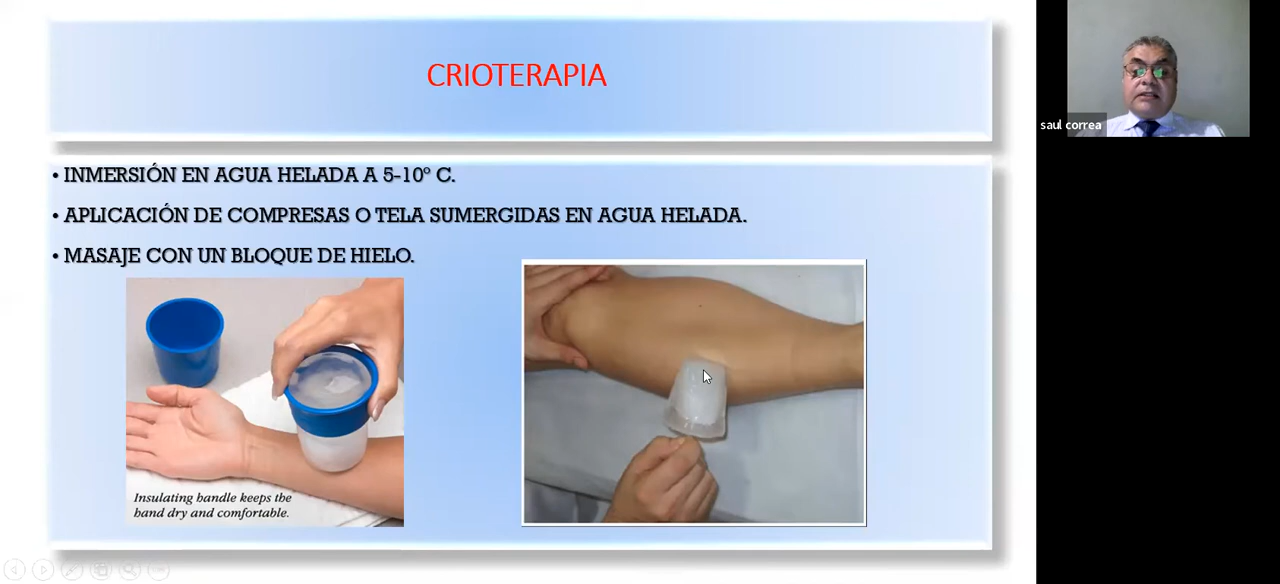 CRIOTERAPIA
saul correa
• INMERSIÓN EN AGUA HELADA A 5-10º C.
• APLICACIÓN DE COMPRESAS O TELA SUMERGIDAS EN AGUA HELADA.
• MASAJE CON UN BLOQUE DE HIELO.
Insulating handle keeps the
hand dry and comfortable.